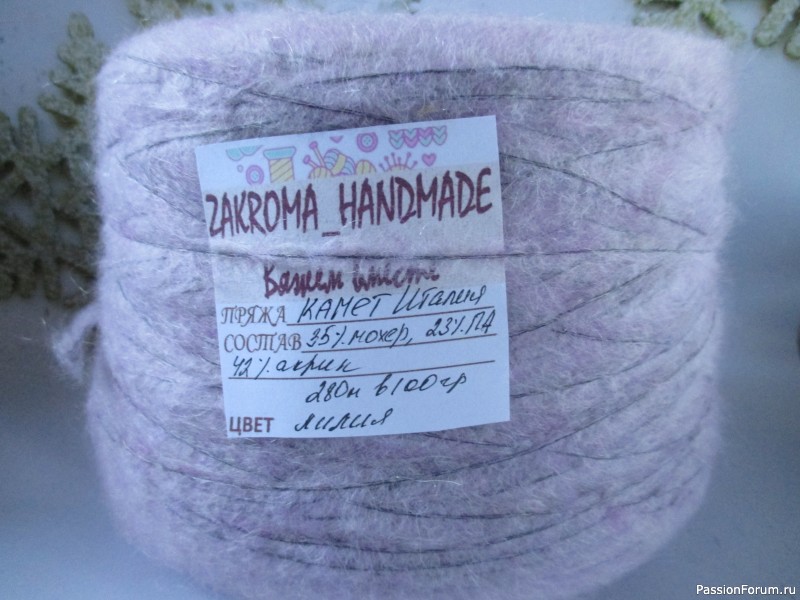 ZAKROMA_HANDMADE
Вяжем вместе
ПРЯЖА КАМЕТ Италия
СОСТАВ 35% мохер, 23% ПА
42% акрил
280м в 100гр
ЦВЕТ лилия
PassionForum.ru